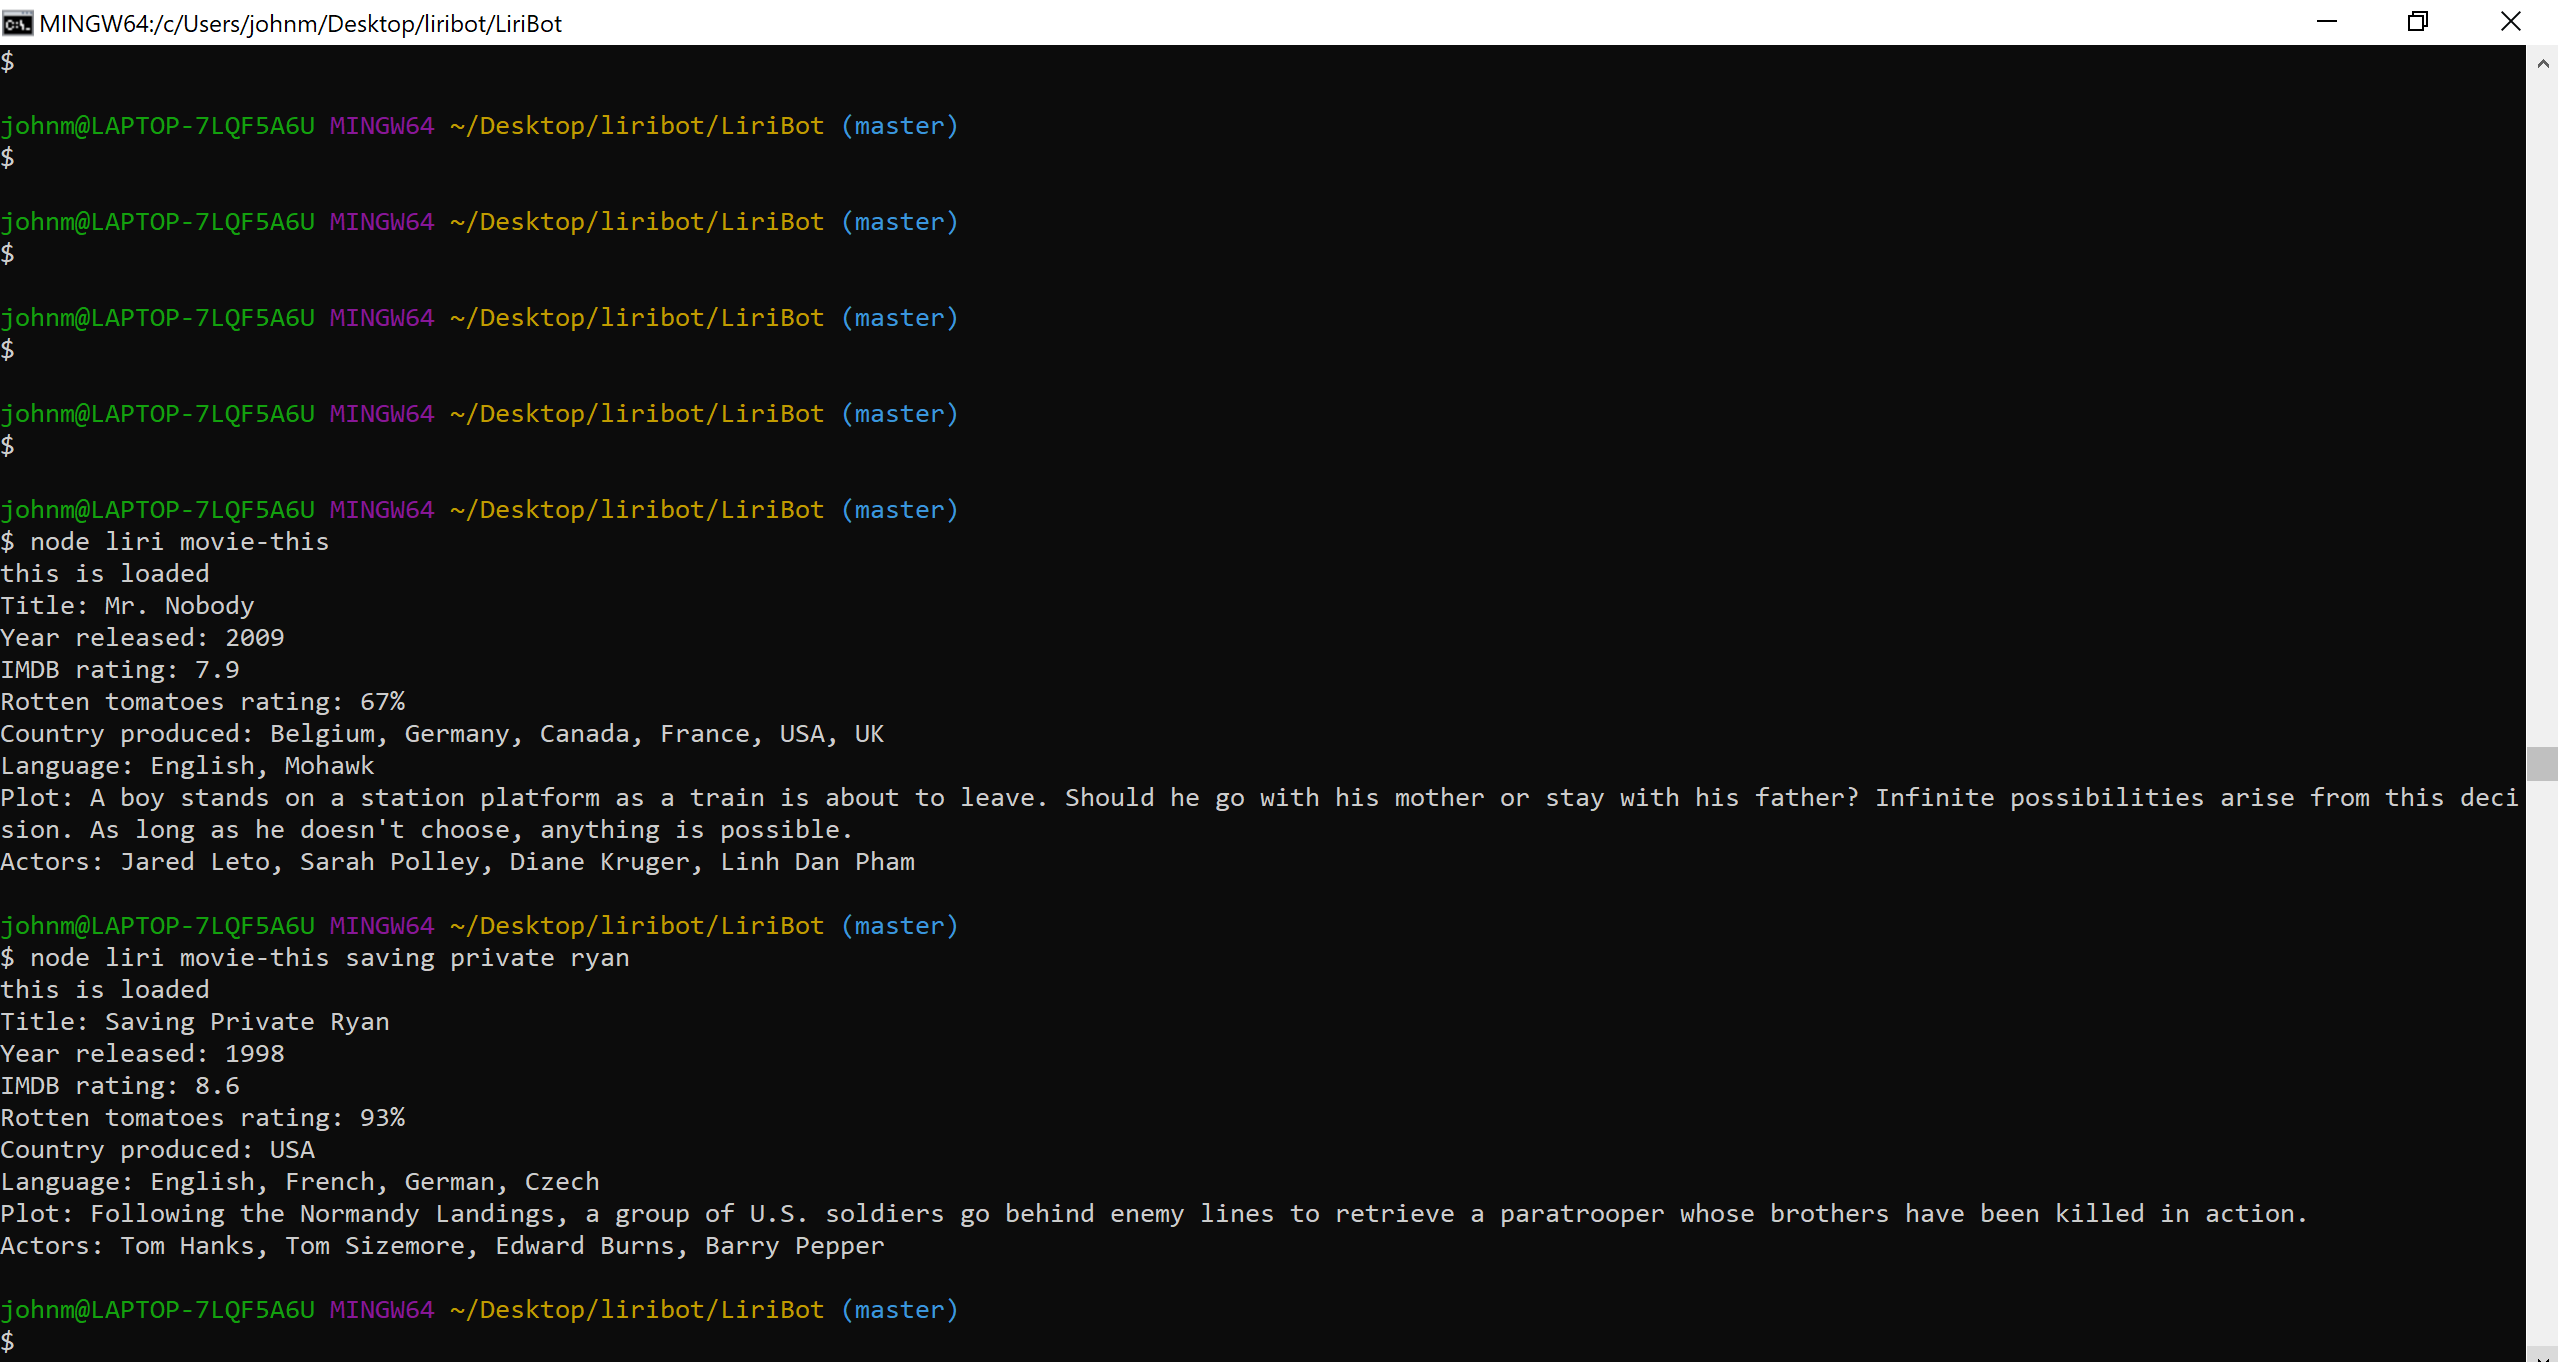 MINGW64:/c/Users/johnm/Desktop/liribot/LiriBot
$
johnm@LAPTOP-7LQF5A6U MINGW64 ~/Desktop/liribot/LiriBot (master)
$
johnm@LAPTOP-7LQF5A6U MINGW64 ~/Desktop/liribot/LiriBot (master)
$
johnm@LAPTOP-7LQF5A6U MINGW64 ~/Desktop/liribot/LiriBot (master)
$
johnm@LAPTOP-7LQF5A6U MINGW64 ~/Desktop/liribot/LiriBot (master)
$
johnm@LAPTOP-7LQF5A6U MINGW64 ~/Desktop/liribot/LiriBot (master)
$ node liri movie-this
this is loaded
Title: Mr. Nobody
Year released: 2009
IMDB rating: 7.9
Rotten tomatoes rating: 67%
Country produced: Belgium, Germany, Canada, France, USA, UK
Language: English, Mohawk
Plot: A boy stands on a station platform as a train is about to leave. Should he go with his mother or stay with his father? Infinite possibilities arise from this deci
sion. As long as he doesn't choose, anything is possible.
Actors: Jared Leto, Sarah Polley, Diane Kruger, Linh Dan Pham
johnm@LAPTOP-7LQF5A6U MINGW64 ~/Desktop/liribot/LiriBot (master)
$ node liri movie-this saving private ryan
this is loaded
Title: Saving Private Ryan
Year released: 1998
IMDB rating: 8.6
Rotten tomatoes rating: 93%
Country produced: USA
Language: English, French, German, Czech
Plot: Following the Normandy Landings, a group of U.S. soldiers go behind enemy lines to retrieve a paratrooper whose brothers have been killed in action.
Actors: Tom Hanks, Tom Sizemore, Edward Burns, Barry Pepper
johnm@LAPTOP-7LQF5A6U MINGW64 ~/Desktop/liribot/LiriBot (master)
$